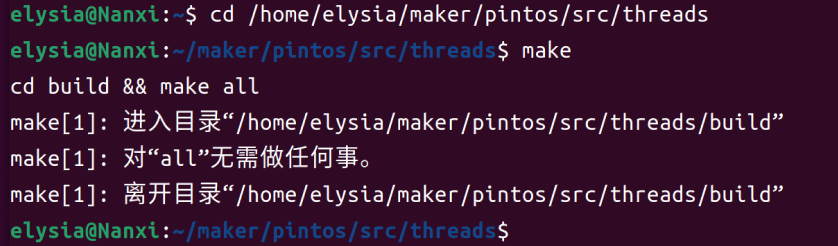 elysia@Nanxi:~$ cd /home/elysia/maker/pintos/src/threads
elysia@Nanxi:~/maker/pintos/src/threads$ make
cd build && make all
make[1]: 进入目录“/home/elysia/maker/pintos/src/threads/build”
make[1]: 对“all”无需做任何事。
make[1]: 离开目录“/home/elysia/maker/pintos/src/threads/build”
elysia@Nanxi:~/maker/pintos/src/threads$